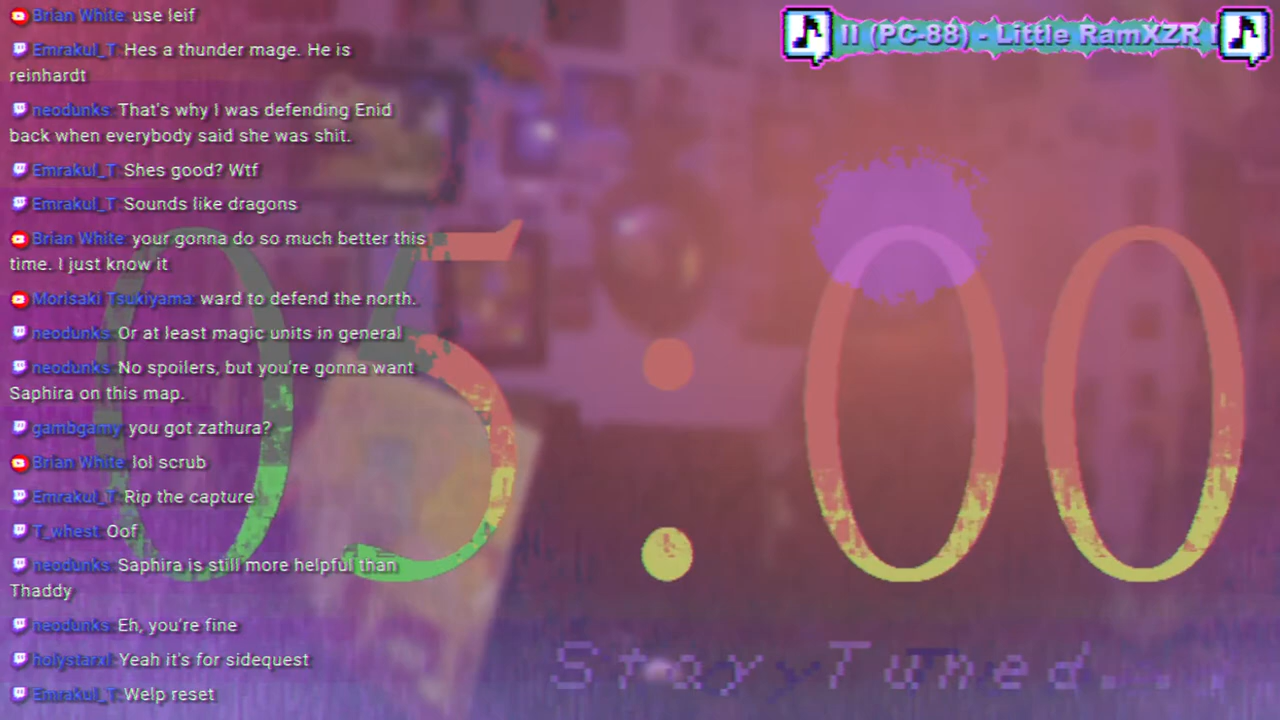 Brian White: use leif
Emrakul_T: Hes a thunder mage. He is
reinhardt
neodunks: That's why I was defending Enid
back when everybody said she was shit.
Emrakul_T: Shes good? Wtf
Emrakul_T: Sounds like dragons
Brian White: your gonna do so much better this
time. I just know it
Morisaki Tsukiyama: ward to defend the north.
neodunks: Or at least magic units in general
neodunks: No spoilers, but you're gonna want
Saphira on this map.
gambgamy: you got zathura?
Brian White: lol scrub
Emrakul_T: Rip the capture
T_whest: Oof
neodunks: Saphira is still more helpful than
Thaddy
neodunks: Eh, you're fine
holystarxl: Yeah it's for sidequest
Emrakul_T: Welp reset
II (PC-88) - Little RamXZR
05:00
Stay Tuned...